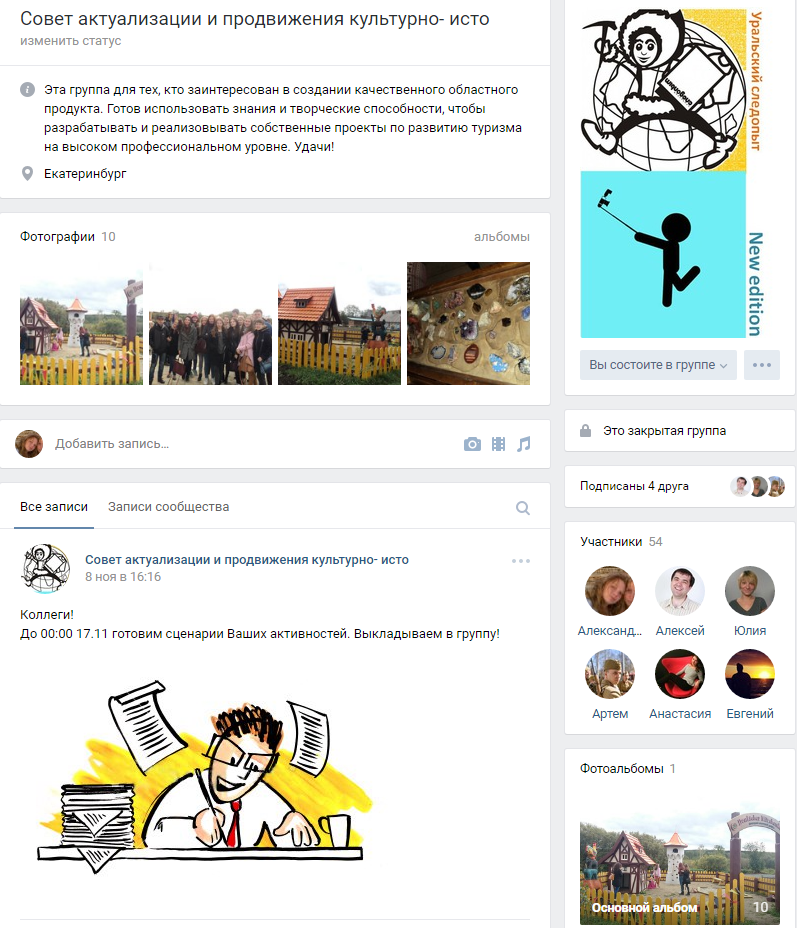 Совет актуализации и продвижения культурно- исто
изменить статус
Эта группа для тех, кто заинтересован в создании качественного областного
продукта. Готов использовать знания и творческие способности, чтобы
разрабатывать и реализовывать собственные проекты по развитию туризма
на высоком профессиональном уровне. Удачи!
Екатеринбург
Фотографии 10
альбомы
Добавить запись...
Все записи
Записи сообщества
Совет актуализации и продвижения культурно- исто
8 ноя в 16:16
Коллеги!
До 00:00 17.11 готовим сценарии Ваших активностей. Выкладываем в группу!
Уральский следопыт
New edition
Вы состоите в группе
Это закрытая группа
Подписаны 4 друга
Участники 54
Александ...
Алексей
Юлия
Артем
Анастасия
Евгений
Фотоальбомы 1
Основной альбом
10